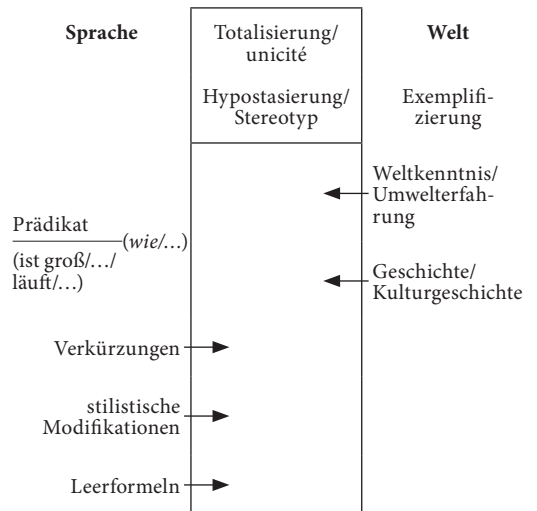 Sprache
Totalisierung/
unicité
Welt
Hypostasierung/
Stereotyp
Exemplifi-
zierung
Weltkenntnis/
Umwelterfah-
rung
Prädikat
(wie/…)
(ist groß/…/
läuft/…)
Geschichte/
Kulturgeschichte
Verkürzungen
stilistische
Modifikationen
Leerformeln